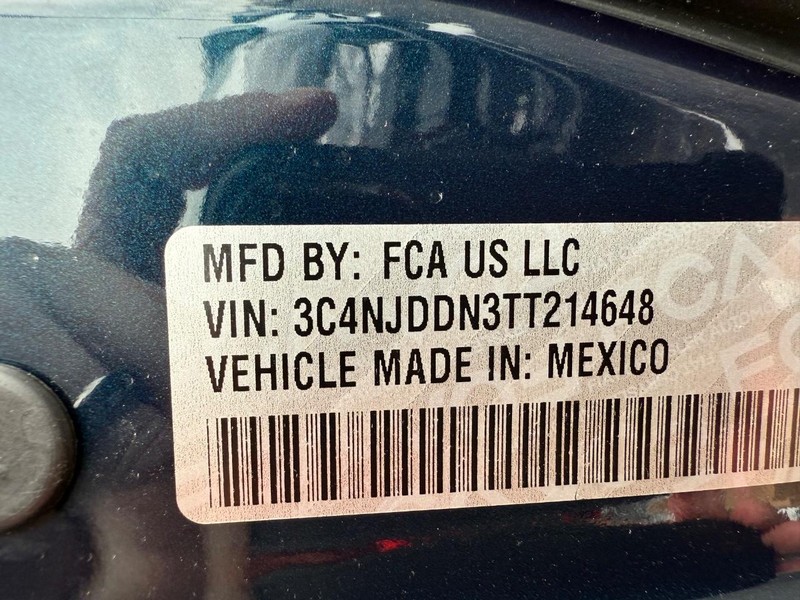 MFD BY: FCA US LLC
VIN: 3C4NJDDN3TT214648
VEHICLE MADE IN: MEXICO